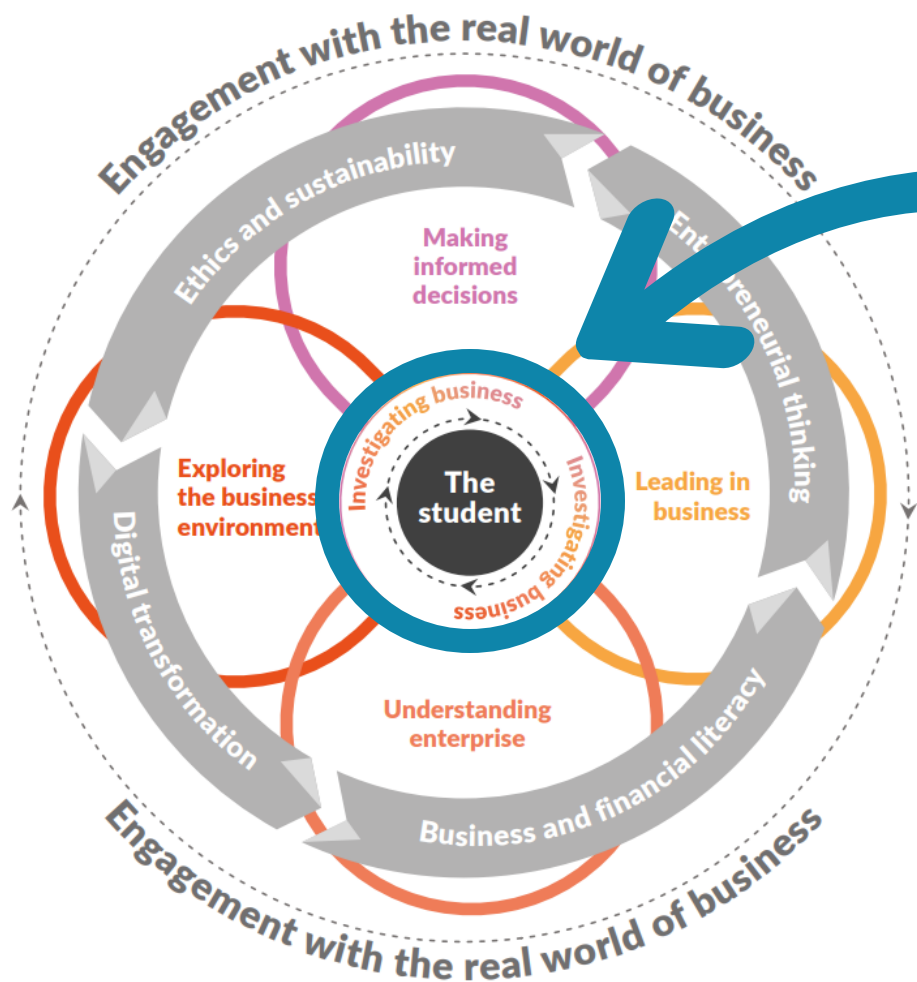 Engagement with the real world of business
Ethics and sustainability
Entrepreneurial thinking
Making
informed
decisions
Exploring
the business
environment
Investigating business
The
student
Investigating business
Leading in
business
Digital transformation
Understanding
enterprise
Business and financial literacy
Engagement with the real world of business